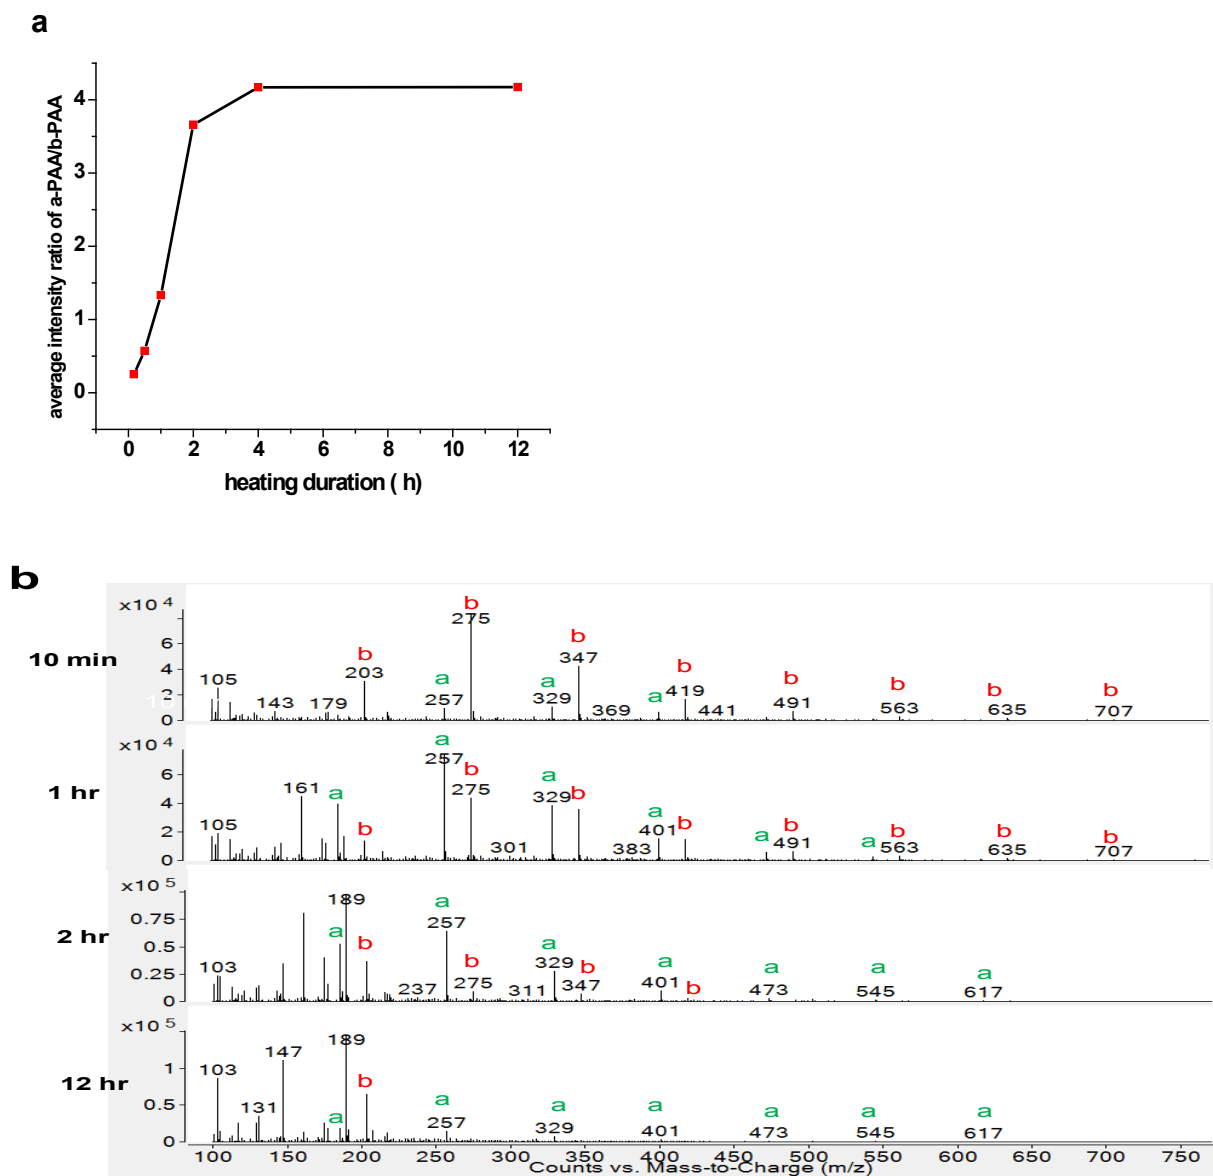 a
average intensity ratio of a-PAA/b-PAA
4
3
2
1
0
0 2 4 6 8 10 12
heating duration ( h)
b
10 min
x10 4
6
4
2
0
105 143 179 b 203 a 257 b 275 a 329 b 347 369 a b 419 441 b 491 b 563 b 635 b 707
1 hr
x10 4
6
4
2
0
105 161 a b a 257 b 275 301 a 329 b 383 a 401 b a b 491 a b 563 b 635 b 707
2 hr
x10 5
0.75
0.5
0.25
0
103 a 189 b 237 a 257 b 275 311 a 329 b 347 a 401 b a 473 a 545 a 617
12 hr
x10 5
1
0.5
0
103 131 147 a 189 b a 257 a 329 a 401 a 473 a 545 a 617
100 150 200 250 300 350 400 450 500 550 600 650 700 750
Counts vs. Mass-to-Charge (m/z)